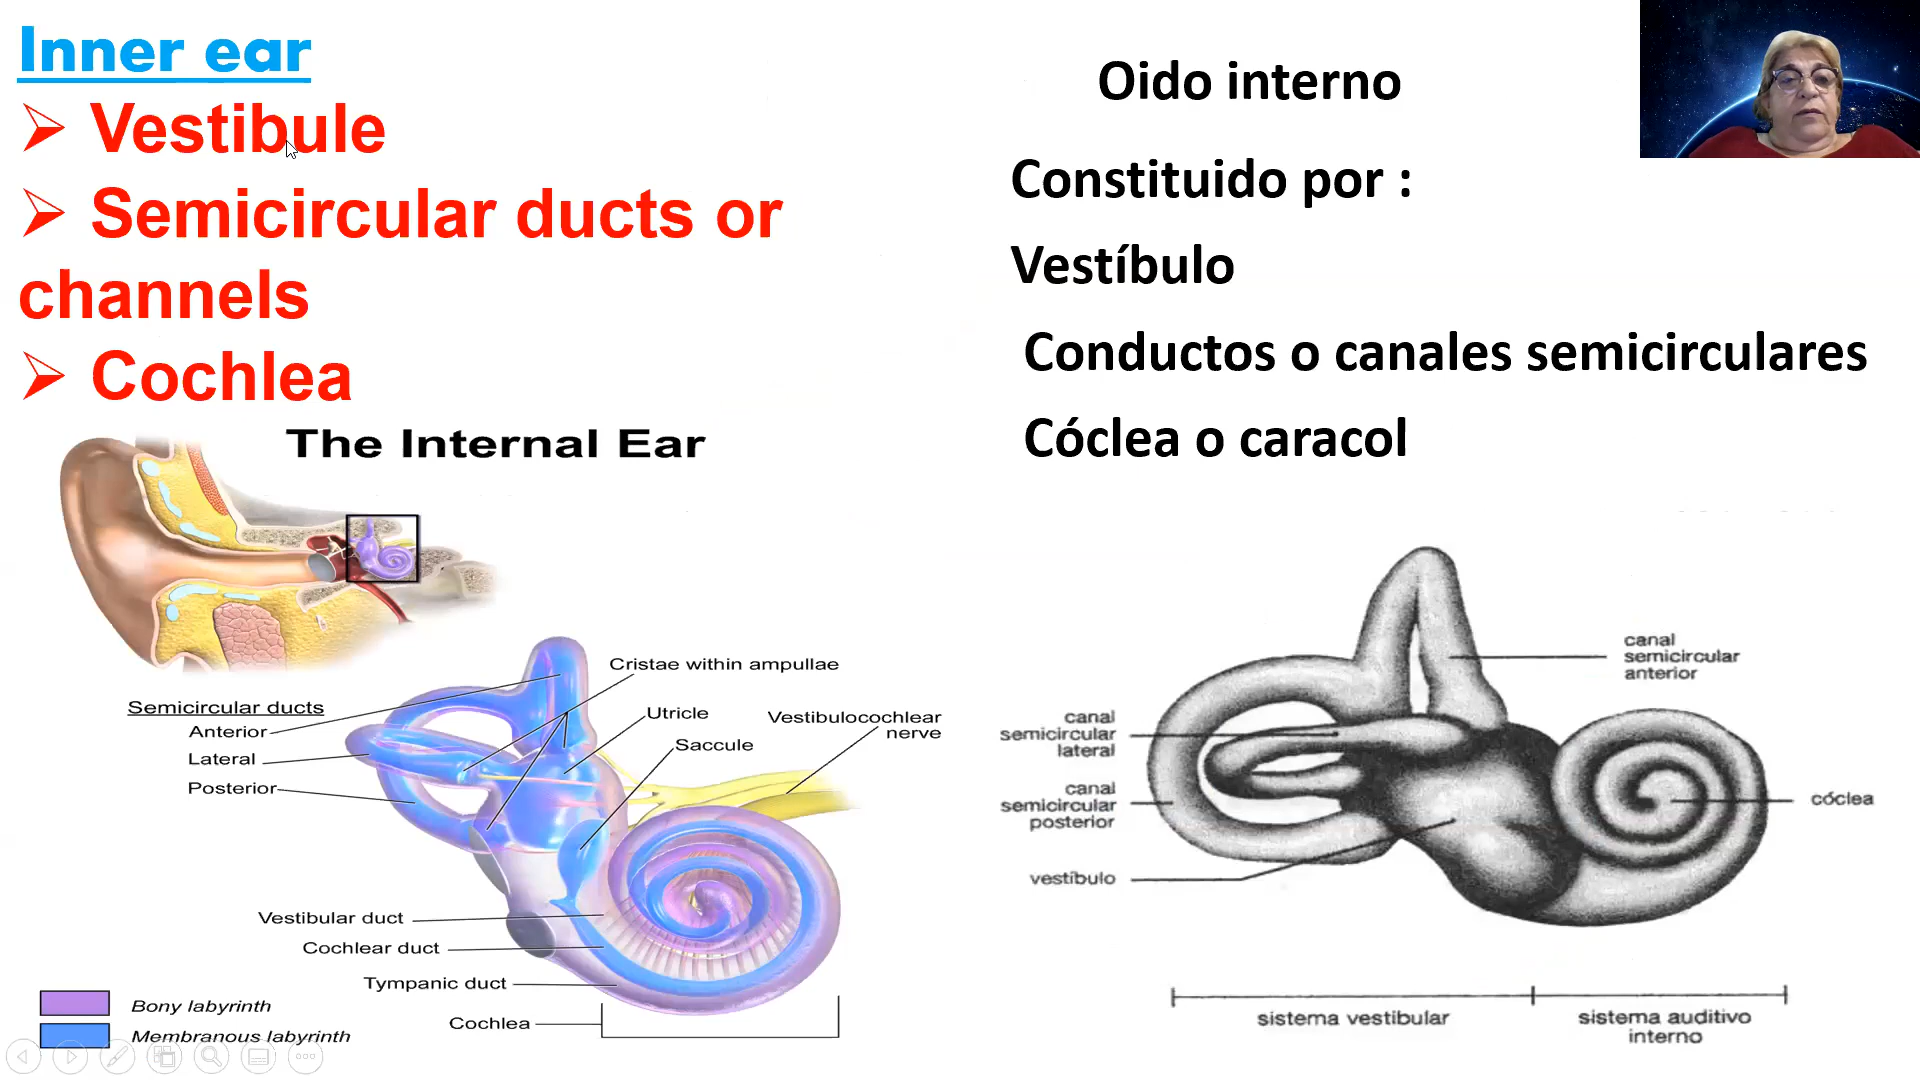 Inner ear
➢ Vestibule
➢ Semicircular ducts or
channels
➢ Cochlea
Oido interno
Constituido por :
Vestíbulo
Conductos o canales semicirculares
Cóclea o caracol
The Internal Ear
Semicircular ducts
Anterior
Lateral
Posterior
Cristae within ampullae
Utricle
Saccule
Vestibulocochlear
nerve
Vestibular duct
Cochlear duct
Tympanic duct
Cochlea
Bony labyrinth
Membranous labyrinth
canal
semicircular
anterior
canal
semicircular
lateral
canal
semicircular
posterior
vestíbulo
cóclea
sistema vestibular
sistema auditivo
interno